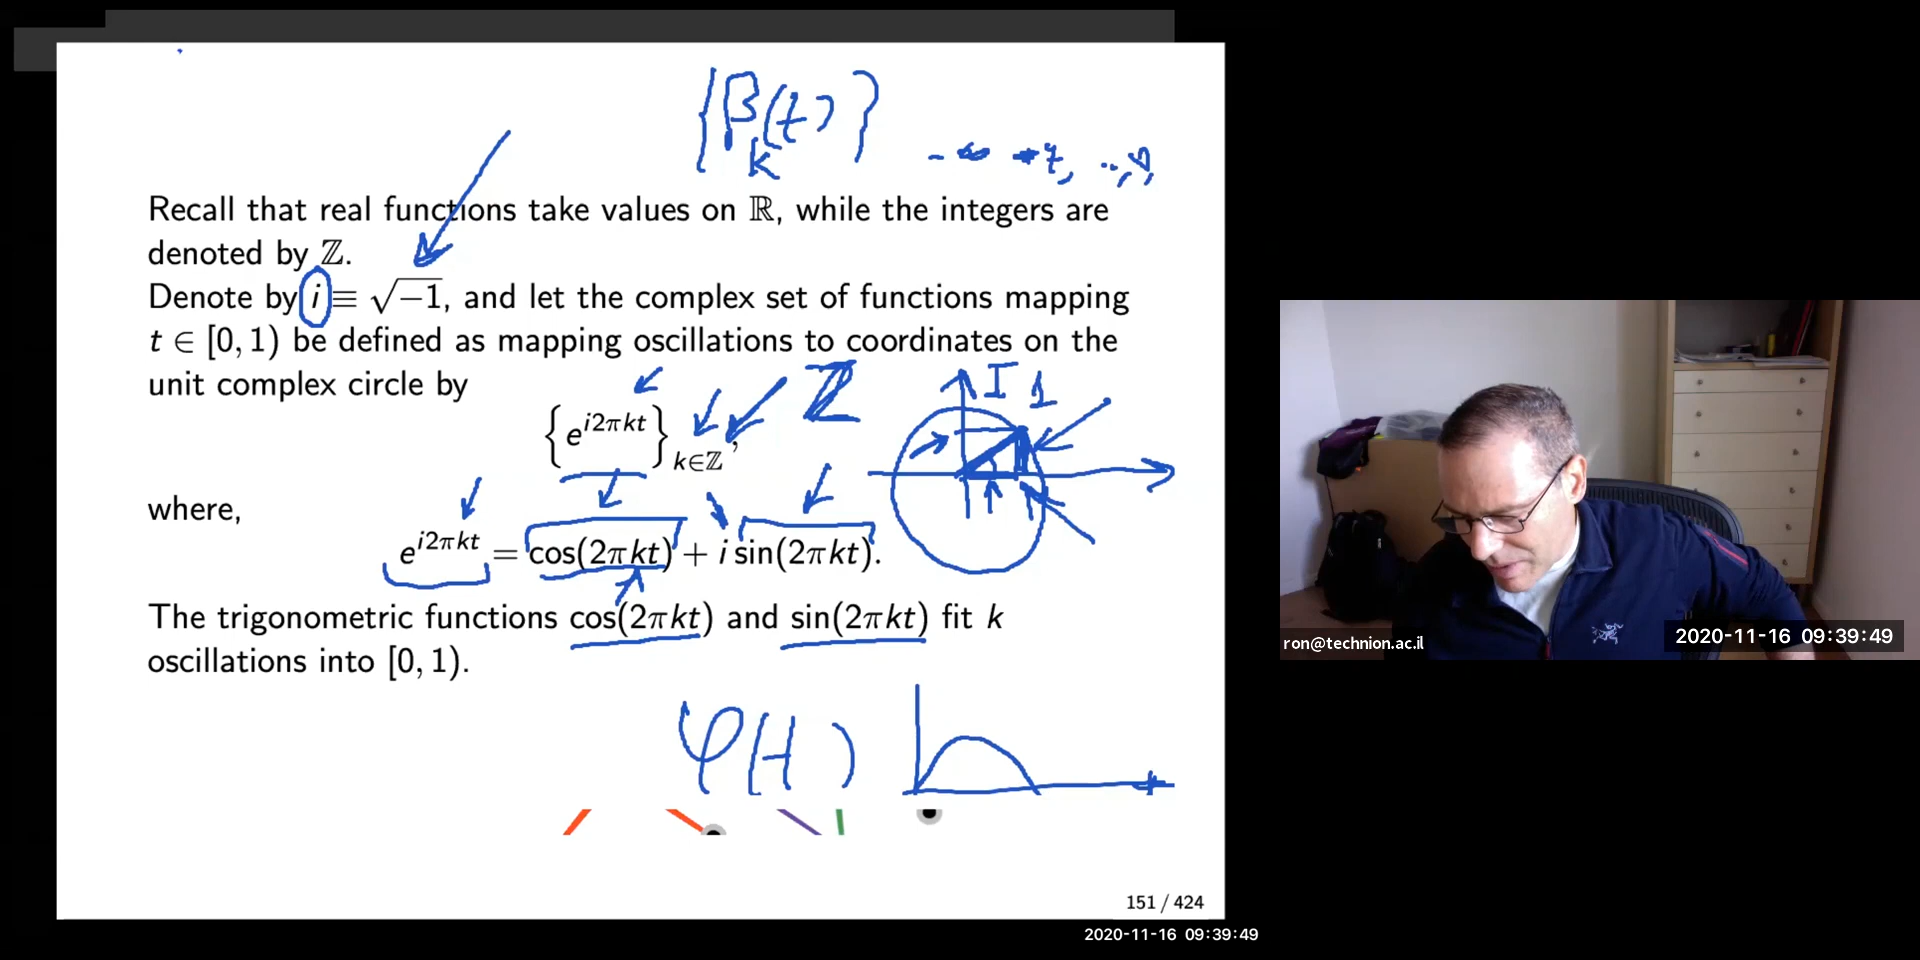 {β_k(t)}
Recall that real functions take values on ℝ, while the integers are
denoted by ℤ.
Denote by i ≡ √−1, and let the complex set of functions mapping
t ∈ [0, 1) be defined as mapping oscillations to coordinates on the
unit complex circle by
ℤ
I 1
{e^{i2πkt}}_{k∈ℤ},
where,
e^{i2πkt} = cos(2πkt) + i sin(2πkt).
The trigonometric functions cos(2πkt) and sin(2πkt) fit k
oscillations into [0, 1).
φ(t)
151 / 424
2020-11-16 09:39:49
ron@technion.ac.il
2020-11-16 09:39:49